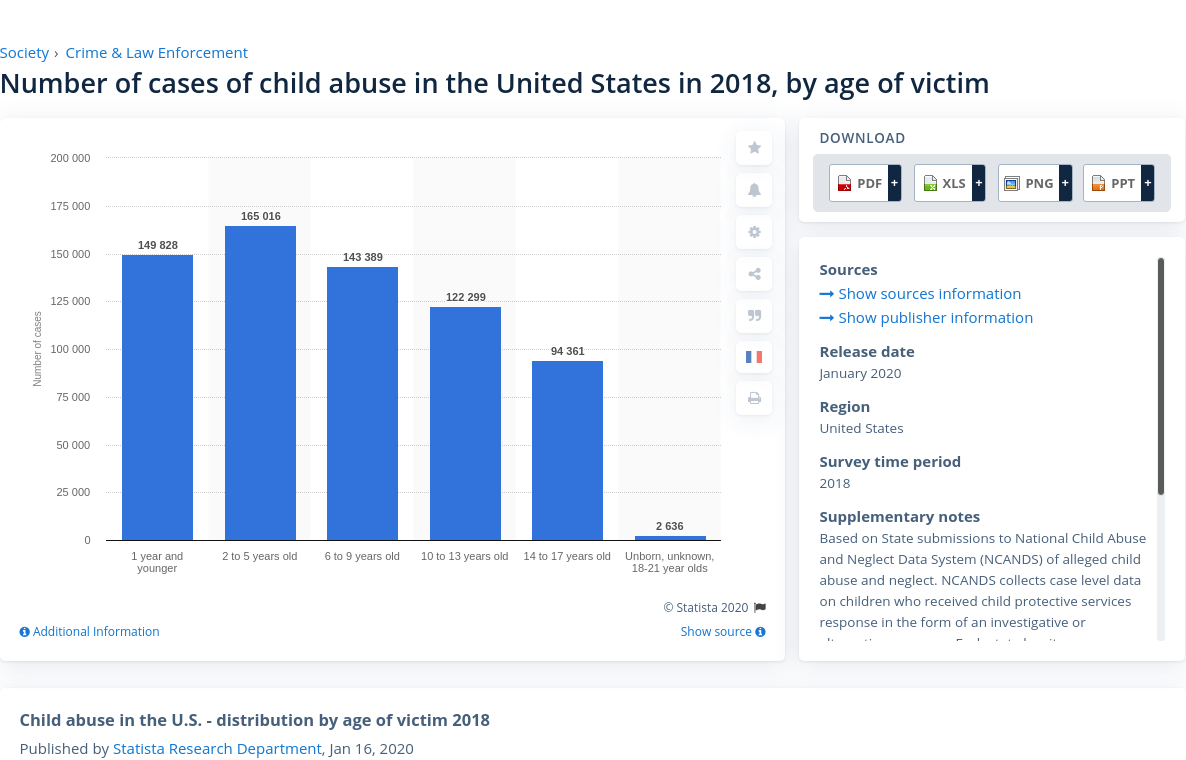 Society › Crime & Law Enforcement
Number of cases of child abuse in the United States in 2018, by age of victim
200 000
175 000
150 000
125 000
100 000
75 000
50 000
25 000
0
Number of cases
149 828
165 016
143 389
122 299
94 361
2 636
1 year and
younger
2 to 5 years old
6 to 9 years old
10 to 13 years old
14 to 17 years old
Unborn, unknown,
18-21 year olds
© Statista 2020
Additional Information
Show source
DOWNLOAD
PDF + XLS + PNG + PPT +
Sources
Show sources information
Show publisher information
Release date
January 2020
Region
United States
Survey time period
2018
Supplementary notes
Based on State submissions to National Child Abuse
and Neglect Data System (NCANDS) of alleged child
abuse and neglect. NCANDS collects case level data
on children who received child protective services
response in the form of an investigative or
Child abuse in the U.S. - distribution by age of victim 2018
Published by Statista Research Department, Jan 16, 2020